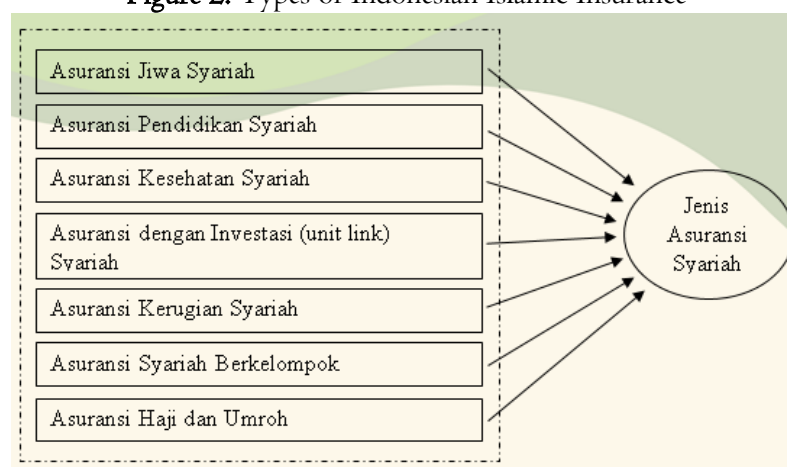 Figure 2. Types of Indonesian Islamic Insurance
Asuransi Jiwa Syariah
Asuransi Pendidikan Syariah
Asuransi Kesehatan Syariah
Asuransi dengan Investasi (unit link)
Syariah
Asuransi Kerugian Syariah
Asuransi Syariah Berkelompok
Asuransi Haji dan Umroh
Jenis
Asuransi
Syariah